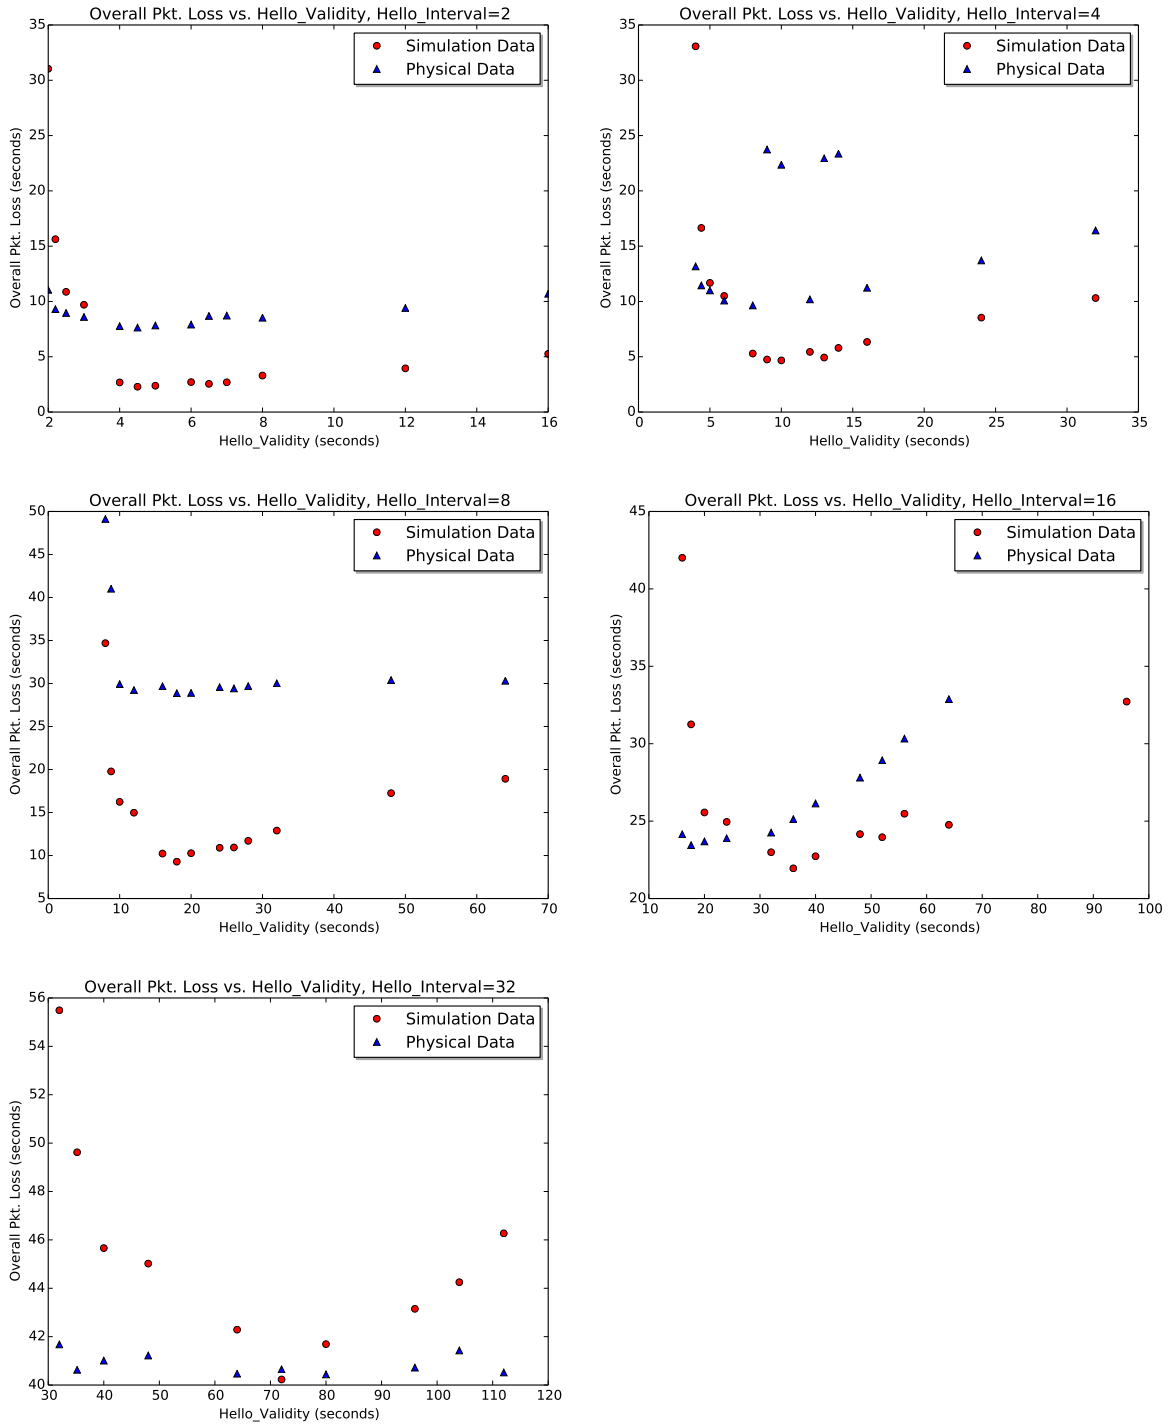 Overall Pkt. Loss vs. Hello_Validity, Hello_Interval=2
35
30
25
20
15
10
5
0
Overall Pkt. Loss (seconds)
Simulation Data
Physical Data
2 4 6 8 10 12 14 16
Hello_Validity (seconds)
Overall Pkt. Loss vs. Hello_Validity, Hello_Interval=4
35
30
25
20
15
10
5
0
Overall Pkt. Loss (seconds)
Simulation Data
Physical Data
0 5 10 15 20 25 30 35
Hello_Validity (seconds)
Overall Pkt. Loss vs. Hello_Validity, Hello_Interval=8
50
45
40
35
30
25
20
15
10
5
Overall Pkt. Loss (seconds)
Simulation Data
Physical Data
0 10 20 30 40 50 60 70
Hello_Validity (seconds)
Overall Pkt. Loss vs. Hello_Validity, Hello_Interval=16
45
40
35
30
25
20
Overall Pkt. Loss (seconds)
Simulation Data
Physical Data
10 20 30 40 50 60 70 80 90 100
Hello_Validity (seconds)
Overall Pkt. Loss vs. Hello_Validity, Hello_Interval=32
56
54
52
50
48
46
44
42
40
Overall Pkt. Loss (seconds)
Simulation Data
Physical Data
30 40 50 60 70 80 90 100 110 120
Hello_Validity (seconds)